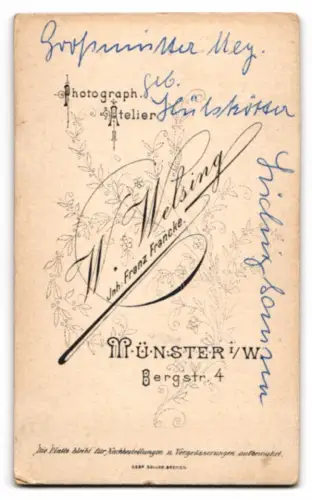 Großmutter Mey.
geb.
Hülskötter
Photograph.
Atelier
W. Welsing
Inh: Franz Francke.
MÜNSTER i/W.
Bergstr. 4
Die Platte bleibt für Nachbestellungen u. Vergrösserungen aufbewahrt.